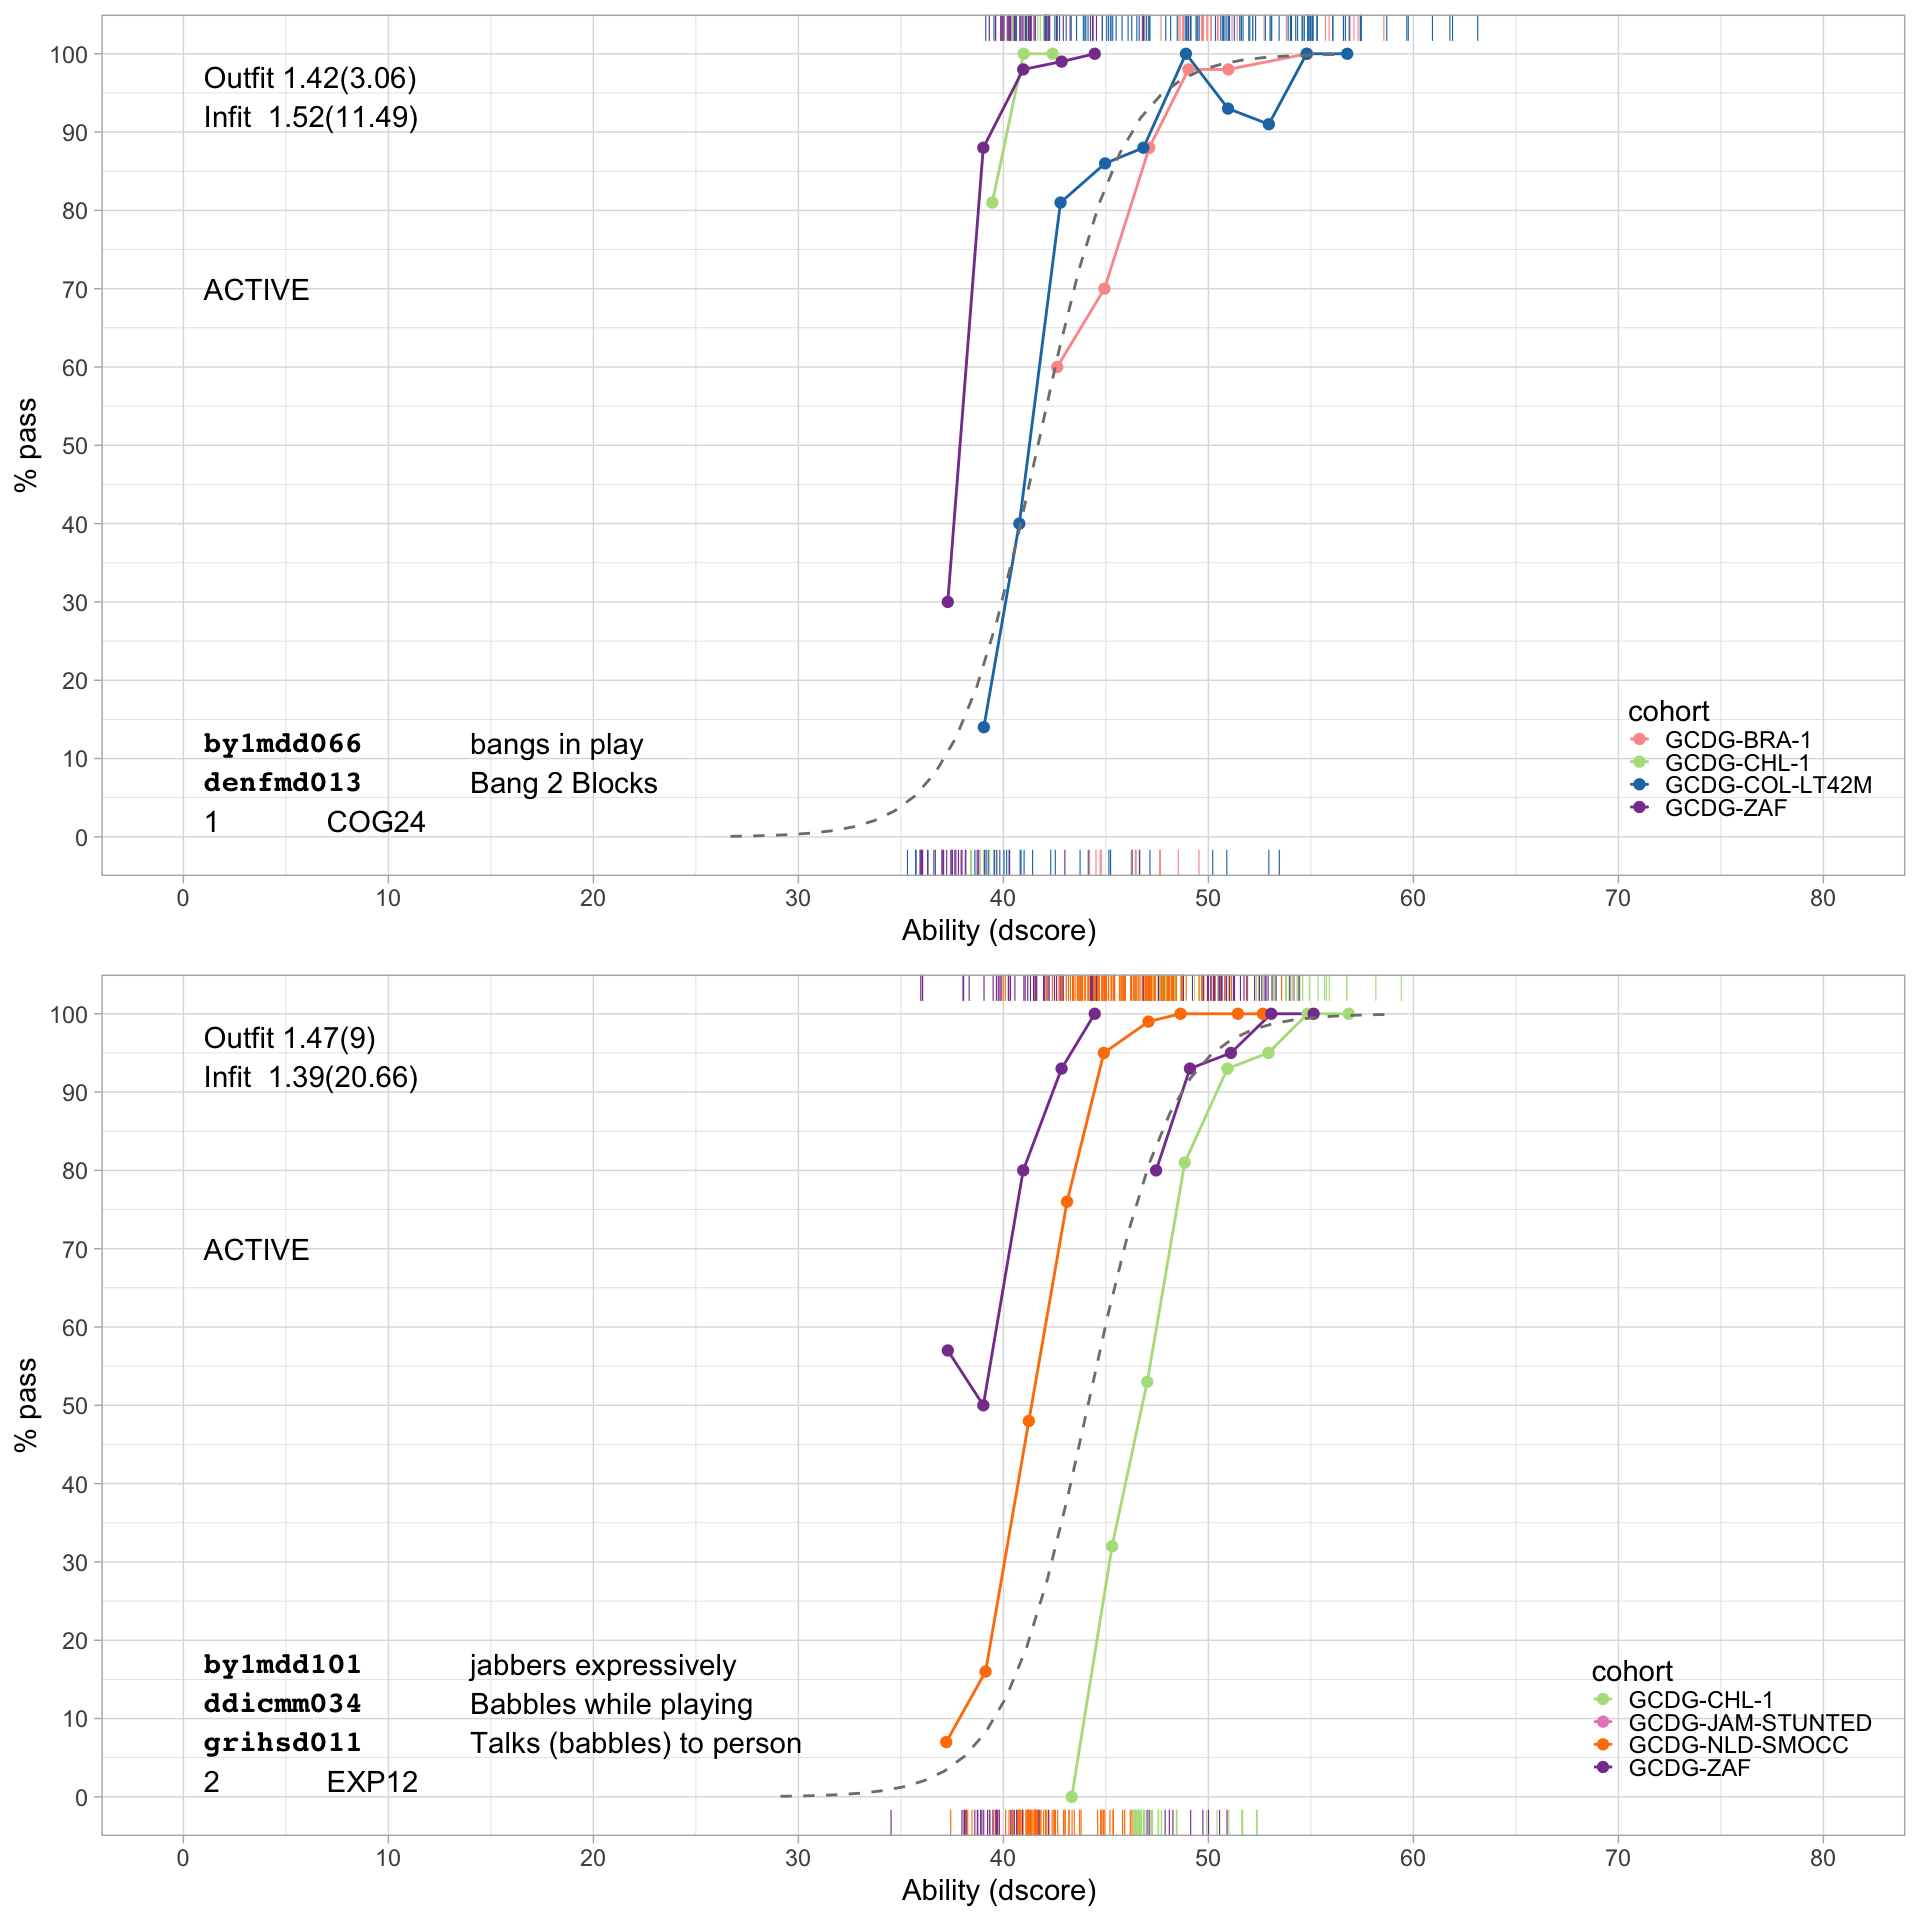 100
90
80
70
60
50
40
30
20
10
0
% pass
Outfit 1.42(3.06)
Infit 1.52(11.49)
ACTIVE
by1mdd066 bangs in play
denfmd013 Bang 2 Blocks
1 COG24
cohort
GCDG-BRA-1
GCDG-CHL-1
GCDG-COL-LT42M
GCDG-ZAF
0 10 20 30 40 50 60 70 80
Ability (dscore)
100
90
80
70
60
50
40
30
20
10
0
% pass
Outfit 1.47(9)
Infit 1.39(20.66)
ACTIVE
by1mdd101 jabbers expressively
ddicmm034 Babbles while playing
grihsd011 Talks (babbles) to person
2 EXP12
cohort
GCDG-CHL-1
GCDG-JAM-STUNTED
GCDG-NLD-SMOCC
GCDG-ZAF
0 10 20 30 40 50 60 70 80
Ability (dscore)